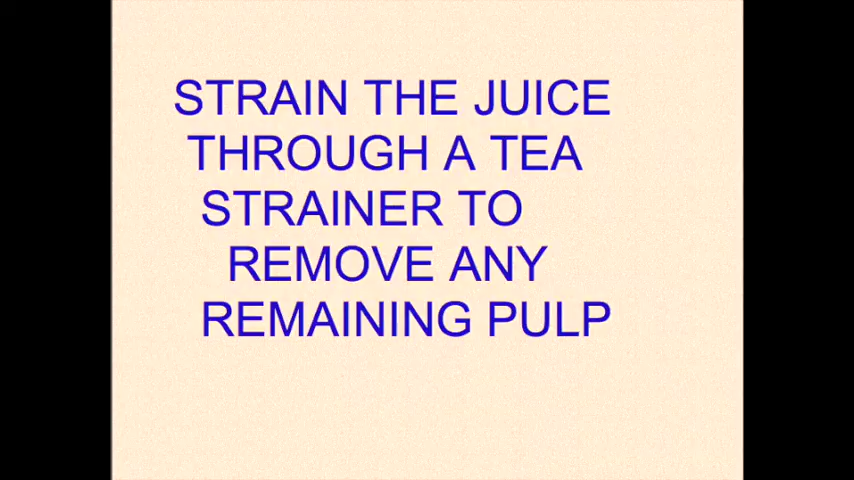 STRAIN THE JUICE
THROUGH A TEA
STRAINER TO
REMOVE ANY
REMAINING PULP